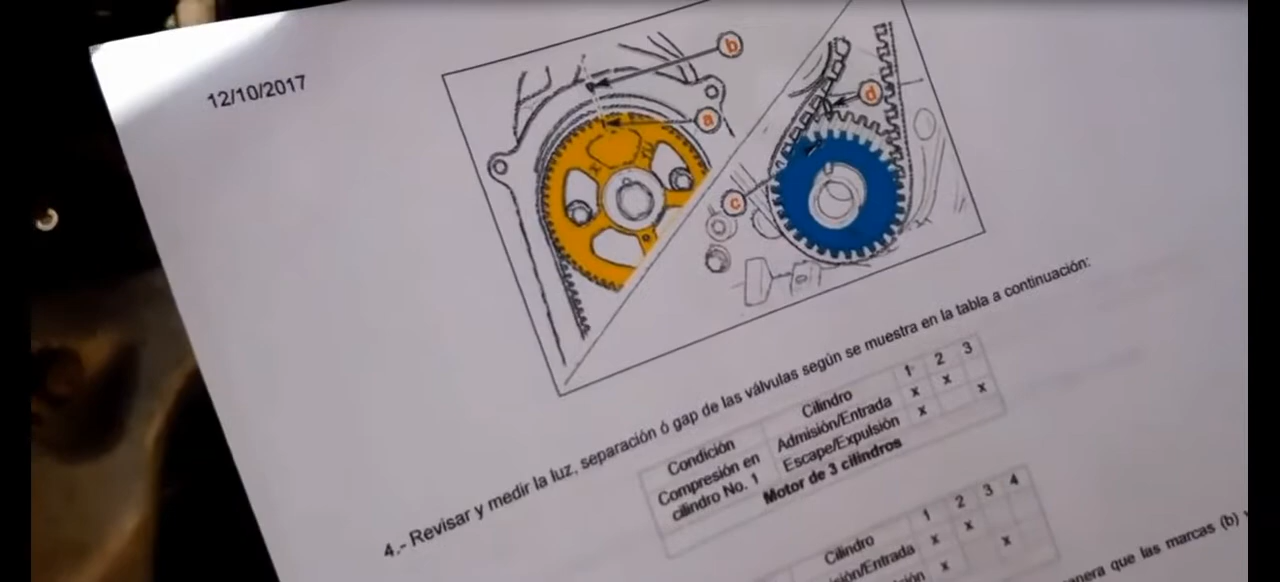 12/10/2017
b
a
d
c
4.- Revisar y medir la luz, separación ó gap de las válvulas según se muestra en la tabla a continuación:
Condición Cilindro 1 2 3
Compresión en cilindro No. 1 Admisión/Entrada x x
Escape/Expulsión x x
Motor de 3 cilindros
Cilindro 1 2 3 4
isión/Entrada x x
x x
que las marcas (b)